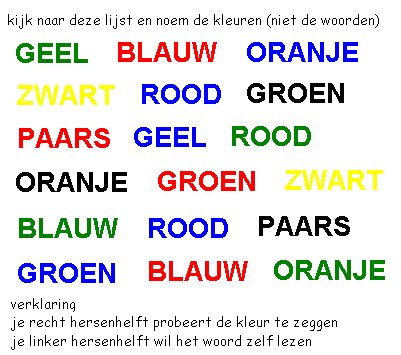 kijk naar deze lijst en noem de kleuren (niet de woorden)
GEEL BLAUW ORANJE
ZWART ROOD GROEN
PAARS GEEL ROOD
ORANJE GROEN ZWART
BLAUW ROOD PAARS
GROEN BLAUW ORANJE
verklaring
je recht hersenhelft probeert de kleur te zeggen
je linker hersenhelft wil het woord zelf lezen